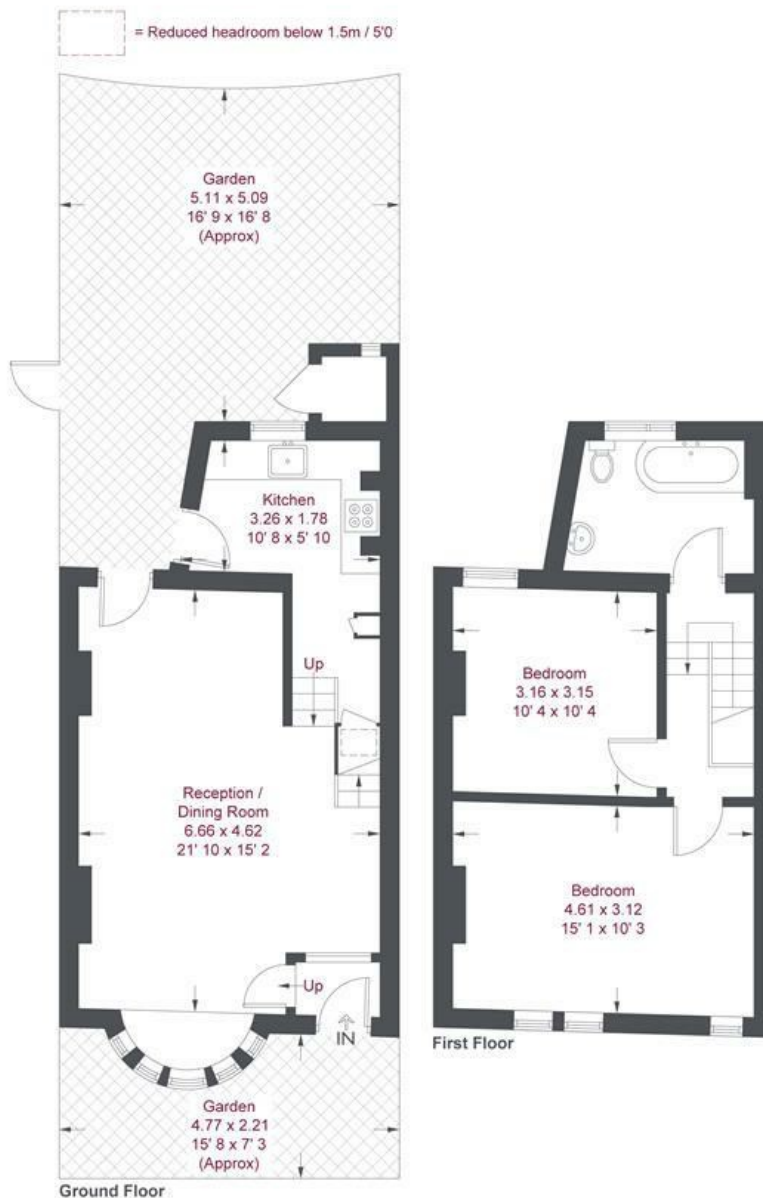 = Reduced headroom below 1.5m / 5'0
Garden
5.11 x 5.09
16' 9 x 16' 8
(Approx)
Kitchen
3.26 x 1.78
10' 8 x 5' 10
Up
Reception /
Dining Room
6.66 x 4.62
21' 10 x 15' 2
Up
IN
Garden
4.77 x 2.21
15' 8 x 7' 3
(Approx)
Ground Floor
Bedroom
3.16 x 3.15
10' 4 x 10' 4
Bedroom
4.61 x 3.12
15' 1 x 10' 3
First Floor